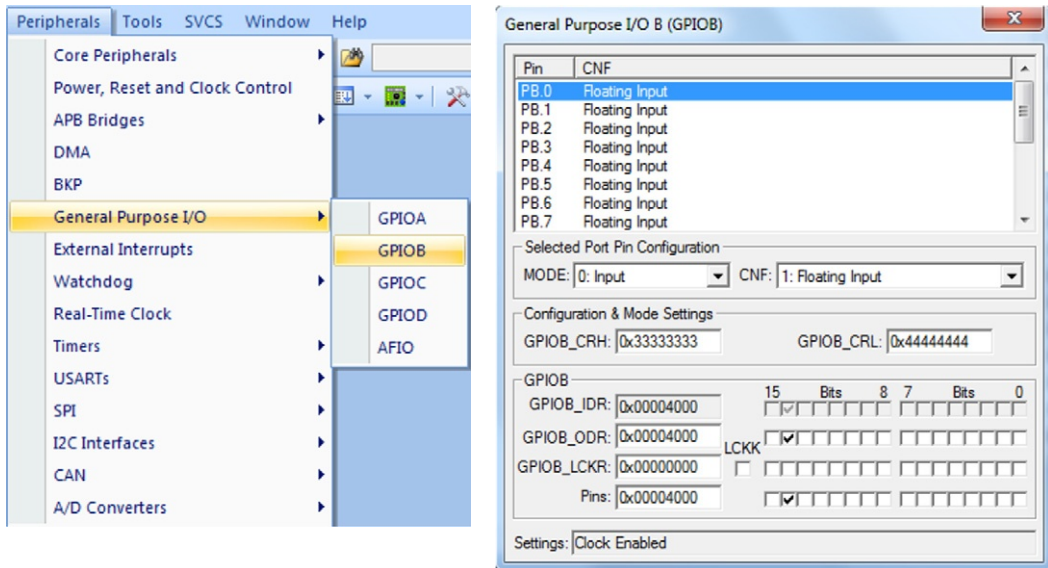 Peripherals Tools SVCS Window Help
Core Peripherals
Power, Reset and Clock Control
APB Bridges
DMA
BKP
General Purpose I/O
External Interrupts
Watchdog
Real-Time Clock
Timers
USARTs
SPI
I2C Interfaces
CAN
A/D Converters
GPIOA
GPIOB
GPIOC
GPIOD
AFIO
General Purpose I/O B (GPIOB)
Pin CNF
PB.0 Floating Input
PB.1 Floating Input
PB.2 Floating Input
PB.3 Floating Input
PB.4 Floating Input
PB.5 Floating Input
PB.6 Floating Input
PB.7 Floating Input
Selected Port Pin Configuration
MODE: 0: Input CNF: 1: Floating Input
Configuration & Mode Settings
GPIOB_CRH: 0x33333333 GPIOB_CRL: 0x44444444
GPIOB
15 Bits 8 7 Bits 0
GPIOB_IDR: 0x00004000
GPIOB_ODR: 0x00004000
LCKK
GPIOB_LCKR: 0x00000000
Pins: 0x00004000
Settings: Clock Enabled